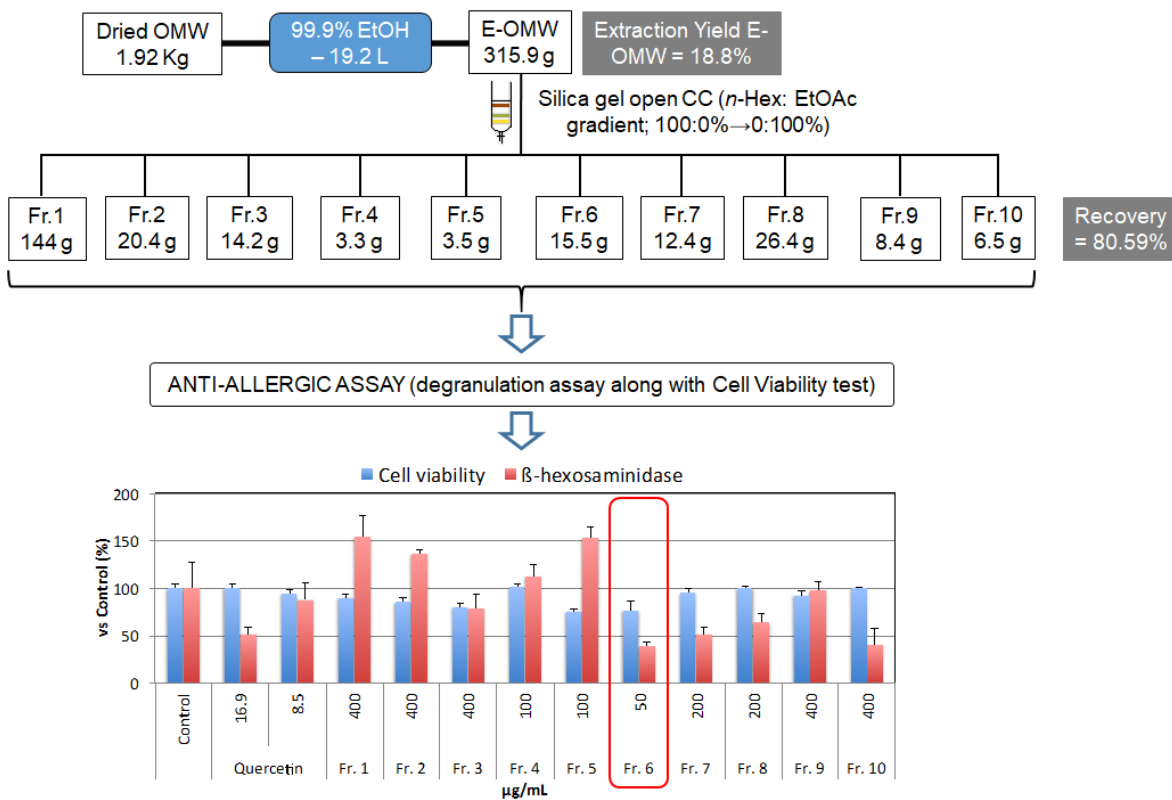 Dried OMW
1.92 Kg
99.9% EtOH
– 19.2 L
E-OMW
315.9 g
Extraction Yield E-
OMW = 18.8%
Silica gel open CC (n-Hex: EtOAc
gradient; 100:0%→0:100%)
Fr.1
144 g
Fr.2
20.4 g
Fr.3
14.2 g
Fr.4
3.3 g
Fr.5
3.5 g
Fr.6
15.5 g
Fr.7
12.4 g
Fr.8
26.4 g
Fr.9
8.4 g
Fr.10
6.5 g
Recovery
= 80.59%
ANTI-ALLERGIC ASSAY (degranulation assay along with Cell Viability test)
Cell viability
ß-hexosaminidase
vs Control (%)
200
150
100
50
0
Control
16.9
8.5
400
400
400
100
100
50
200
200
400
400
Quercetin
Fr. 1
Fr. 2
Fr. 3
Fr. 4
Fr. 5
Fr. 6
Fr. 7
Fr. 8
Fr. 9
Fr. 10
µg/mL